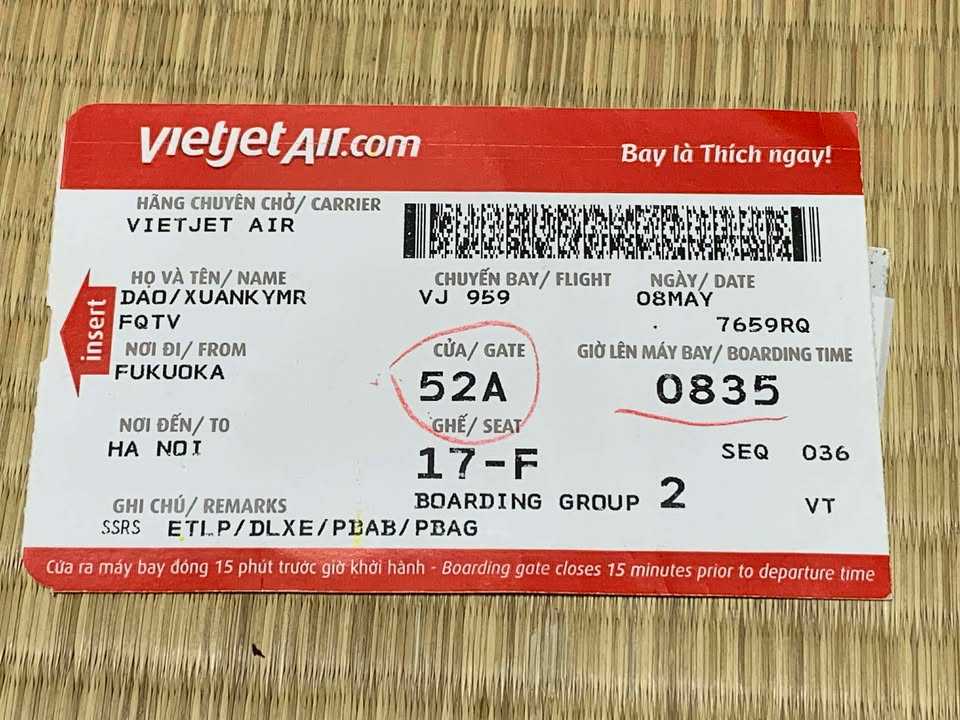 vietjetAir.com
Bay là Thích ngay!
HÃNG CHUYÊN CHỞ/ CARRIER
VIETJET AIR
HỌ VÀ TÊN/ NAME
DAO/XUANKYMR
FQTV
CHUYẾN BAY/ FLIGHT
VJ 959
NGÀY/ DATE
08MAY
7659RQ
insert
NƠI ĐI/ FROM
FUKUOKA
CỬA/ GATE
52A
GIỜ LÊN MÁY BAY/ BOARDING TIME
0835
NƠI ĐẾN/ TO
HA NOI
GHẾ/ SEAT
17-F
SEQ 036
BOARDING GROUP 2
VT
GHI CHÚ/ REMARKS
SSRS ETLP/DLXE/PBAB/PBAG
Cửa ra máy bay đóng 15 phút trước giờ khởi hành - Boarding gate closes 15 minutes prior to departure time